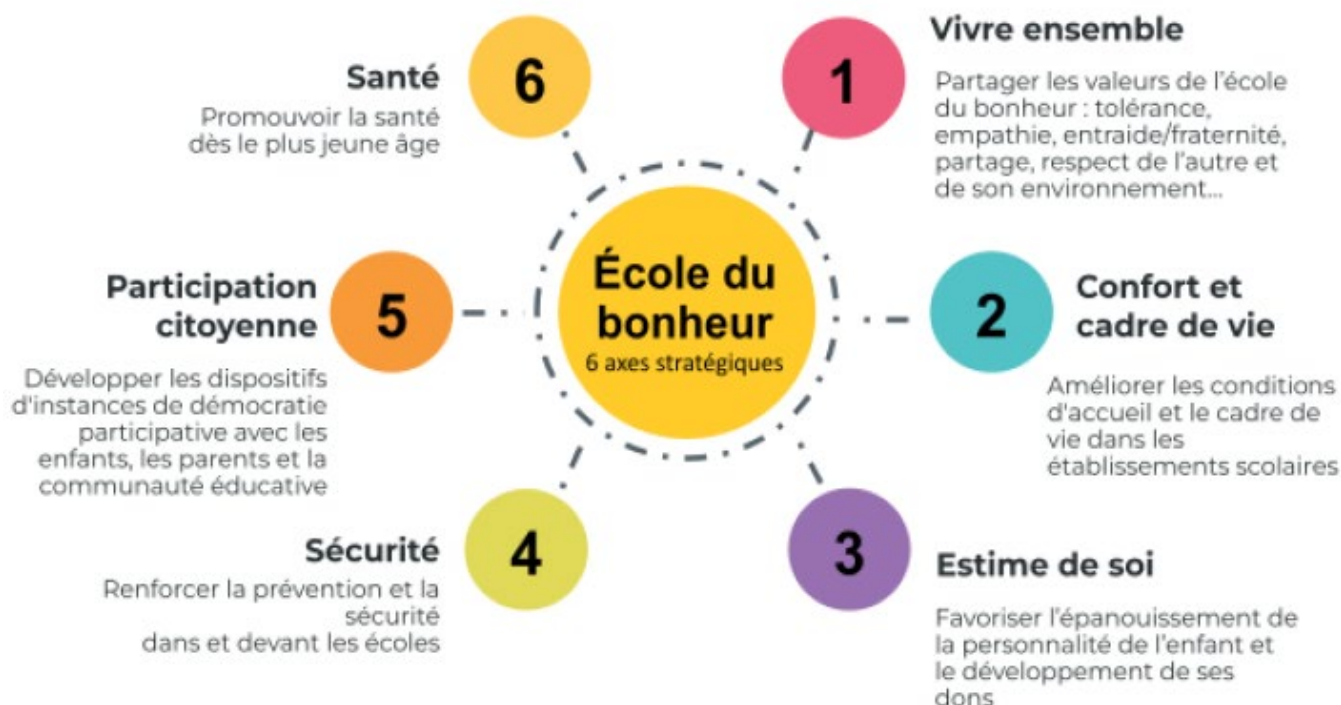 École du
bonheur
6 axes stratégiques
1
Vivre ensemble
Partager les valeurs de l'école
du bonheur : tolérance,
empathie, entraide/fraternité,
partage, respect de l'autre et
de son environnement...
2
Confort et
cadre de vie
Améliorer les conditions
d'accueil et le cadre de
vie dans les
établissements scolaires
3
Estime de soi
Favoriser l'épanouissement de
la personnalité de l'enfant et
le développement de ses
dons
4
Sécurité
Renforcer la prévention et la
sécurité
dans et devant les écoles
5
Participation
citoyenne
Développer les dispositifs
d'instances de démocratie
participative avec les
enfants, les parents et la
communauté éducative
6
Santé
Promouvoir la santé
dès le plus jeune âge